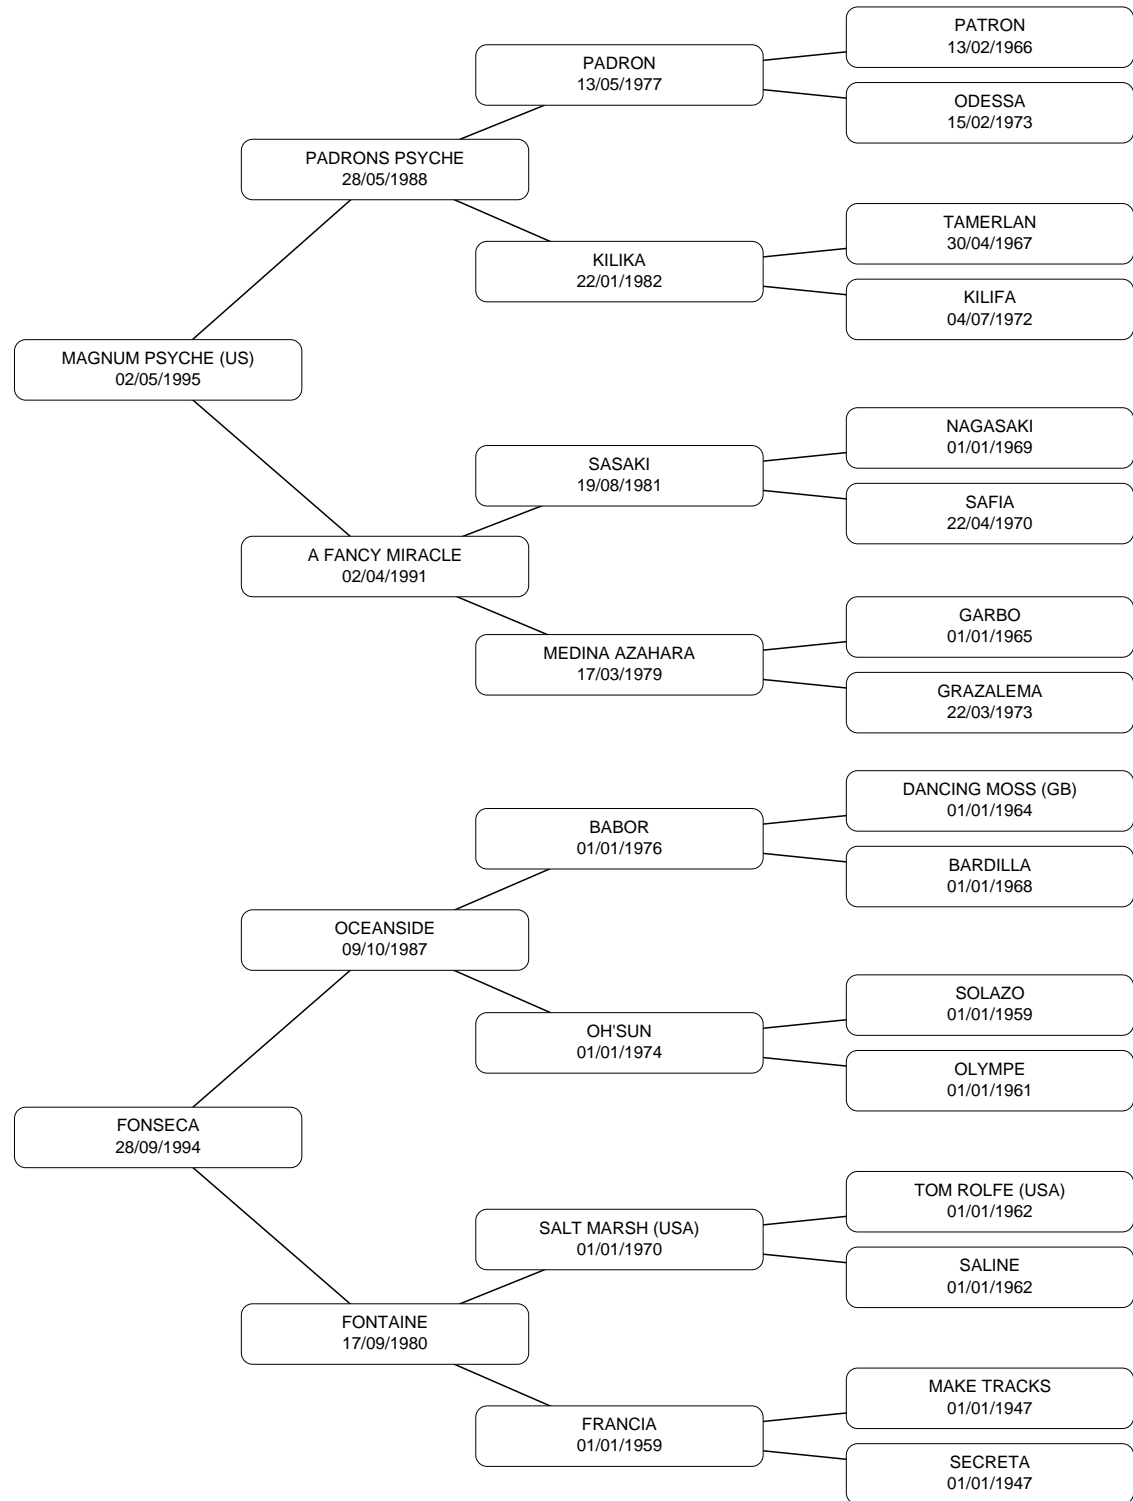 PATRON
13/02/1966
PADRON
13/05/1977
ODESSA
15/02/1973
PADRONS PSYCHE
28/05/1988
TAMERLAN
30/04/1967
KILIKA
22/01/1982
KILIFA
04/07/1972
MAGNUM PSYCHE (US)
02/05/1995
NAGASAKI
01/01/1969
SASAKI
19/08/1981
SAFIA
22/04/1970
A FANCY MIRACLE
02/04/1991
GARBO
01/01/1965
MEDINA AZAHARA
17/03/1979
GRAZALEMA
22/03/1973
DANCING MOSS (GB)
01/01/1964
BABOR
01/01/1976
BARDILLA
01/01/1968
OCEANSIDE
09/10/1987
SOLAZO
01/01/1959
OH'SUN
01/01/1974
OLYMPE
01/01/1961
FONSECA
28/09/1994
TOM ROLFE (USA)
01/01/1962
SALT MARSH (USA)
01/01/1970
SALINE
01/01/1962
FONTAINE
17/09/1980
MAKE TRACKS
01/01/1947
FRANCIA
01/01/1959
SECRETA
01/01/1947